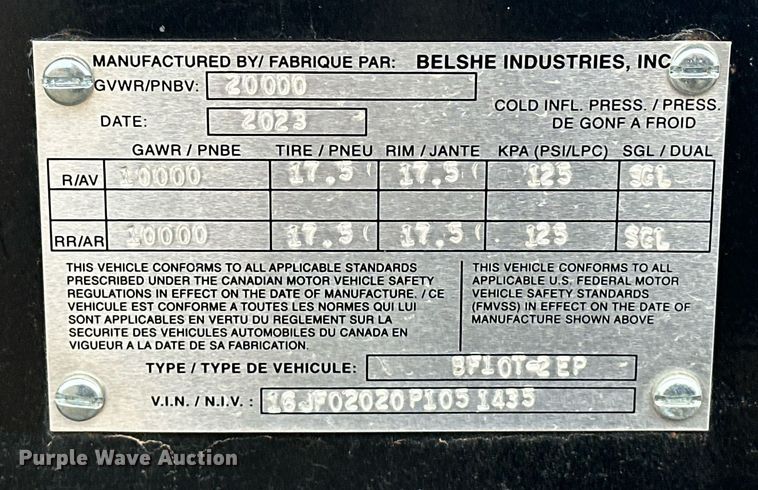 MANUFACTURED BY/ FABRIQUE PAR: BELSHE INDUSTRIES, INC
GVWR/PNBV: 20000
COLD INFL. PRESS. / PRESS.
DE GONF A FROID
DATE: 2023
GAWR / PNBE TIRE / PNEU RIM / JANTE KPA (PSI/LPC) SGL / DUAL
R/AV 10000 17.5 ( 17.5 ( 125 SGL
RR/AR 10000 17.5 ( 17.5 ( 125 SGL
THIS VEHICLE CONFORMS TO ALL APPLICABLE STANDARDS
PRESCRIBED UNDER THE CANADIAN MOTOR VEHICLE SAFETY
REGULATIONS IN EFFECT ON THE DATE OF MANUFACTURE. / CE
VEHICULE EST CONFORME A TOUTES LES NORMES QUI LUI
SONT APPLICABLES EN VERTU DU REGLEMENT SUR LA
SECURITE DES VEHICULES AUTOMOBILES DU CANADA EN
VIGUEUR A LA DATE DE SA FABRICATION.
THIS VEHICLE CONFORMS TO ALL
APPLICABLE U.S. FEDERAL MOTOR
VEHICLE SAFETY STANDARDS
(FMVSS) IN EFFECT ON THE DATE OF
MANUFACTURE SHOWN ABOVE
TYPE / TYPE DE VEHICULE: BF10T-2EP
V.I.N. / N.I.V. : 16JF02020P1051435
Purple Wave Auction